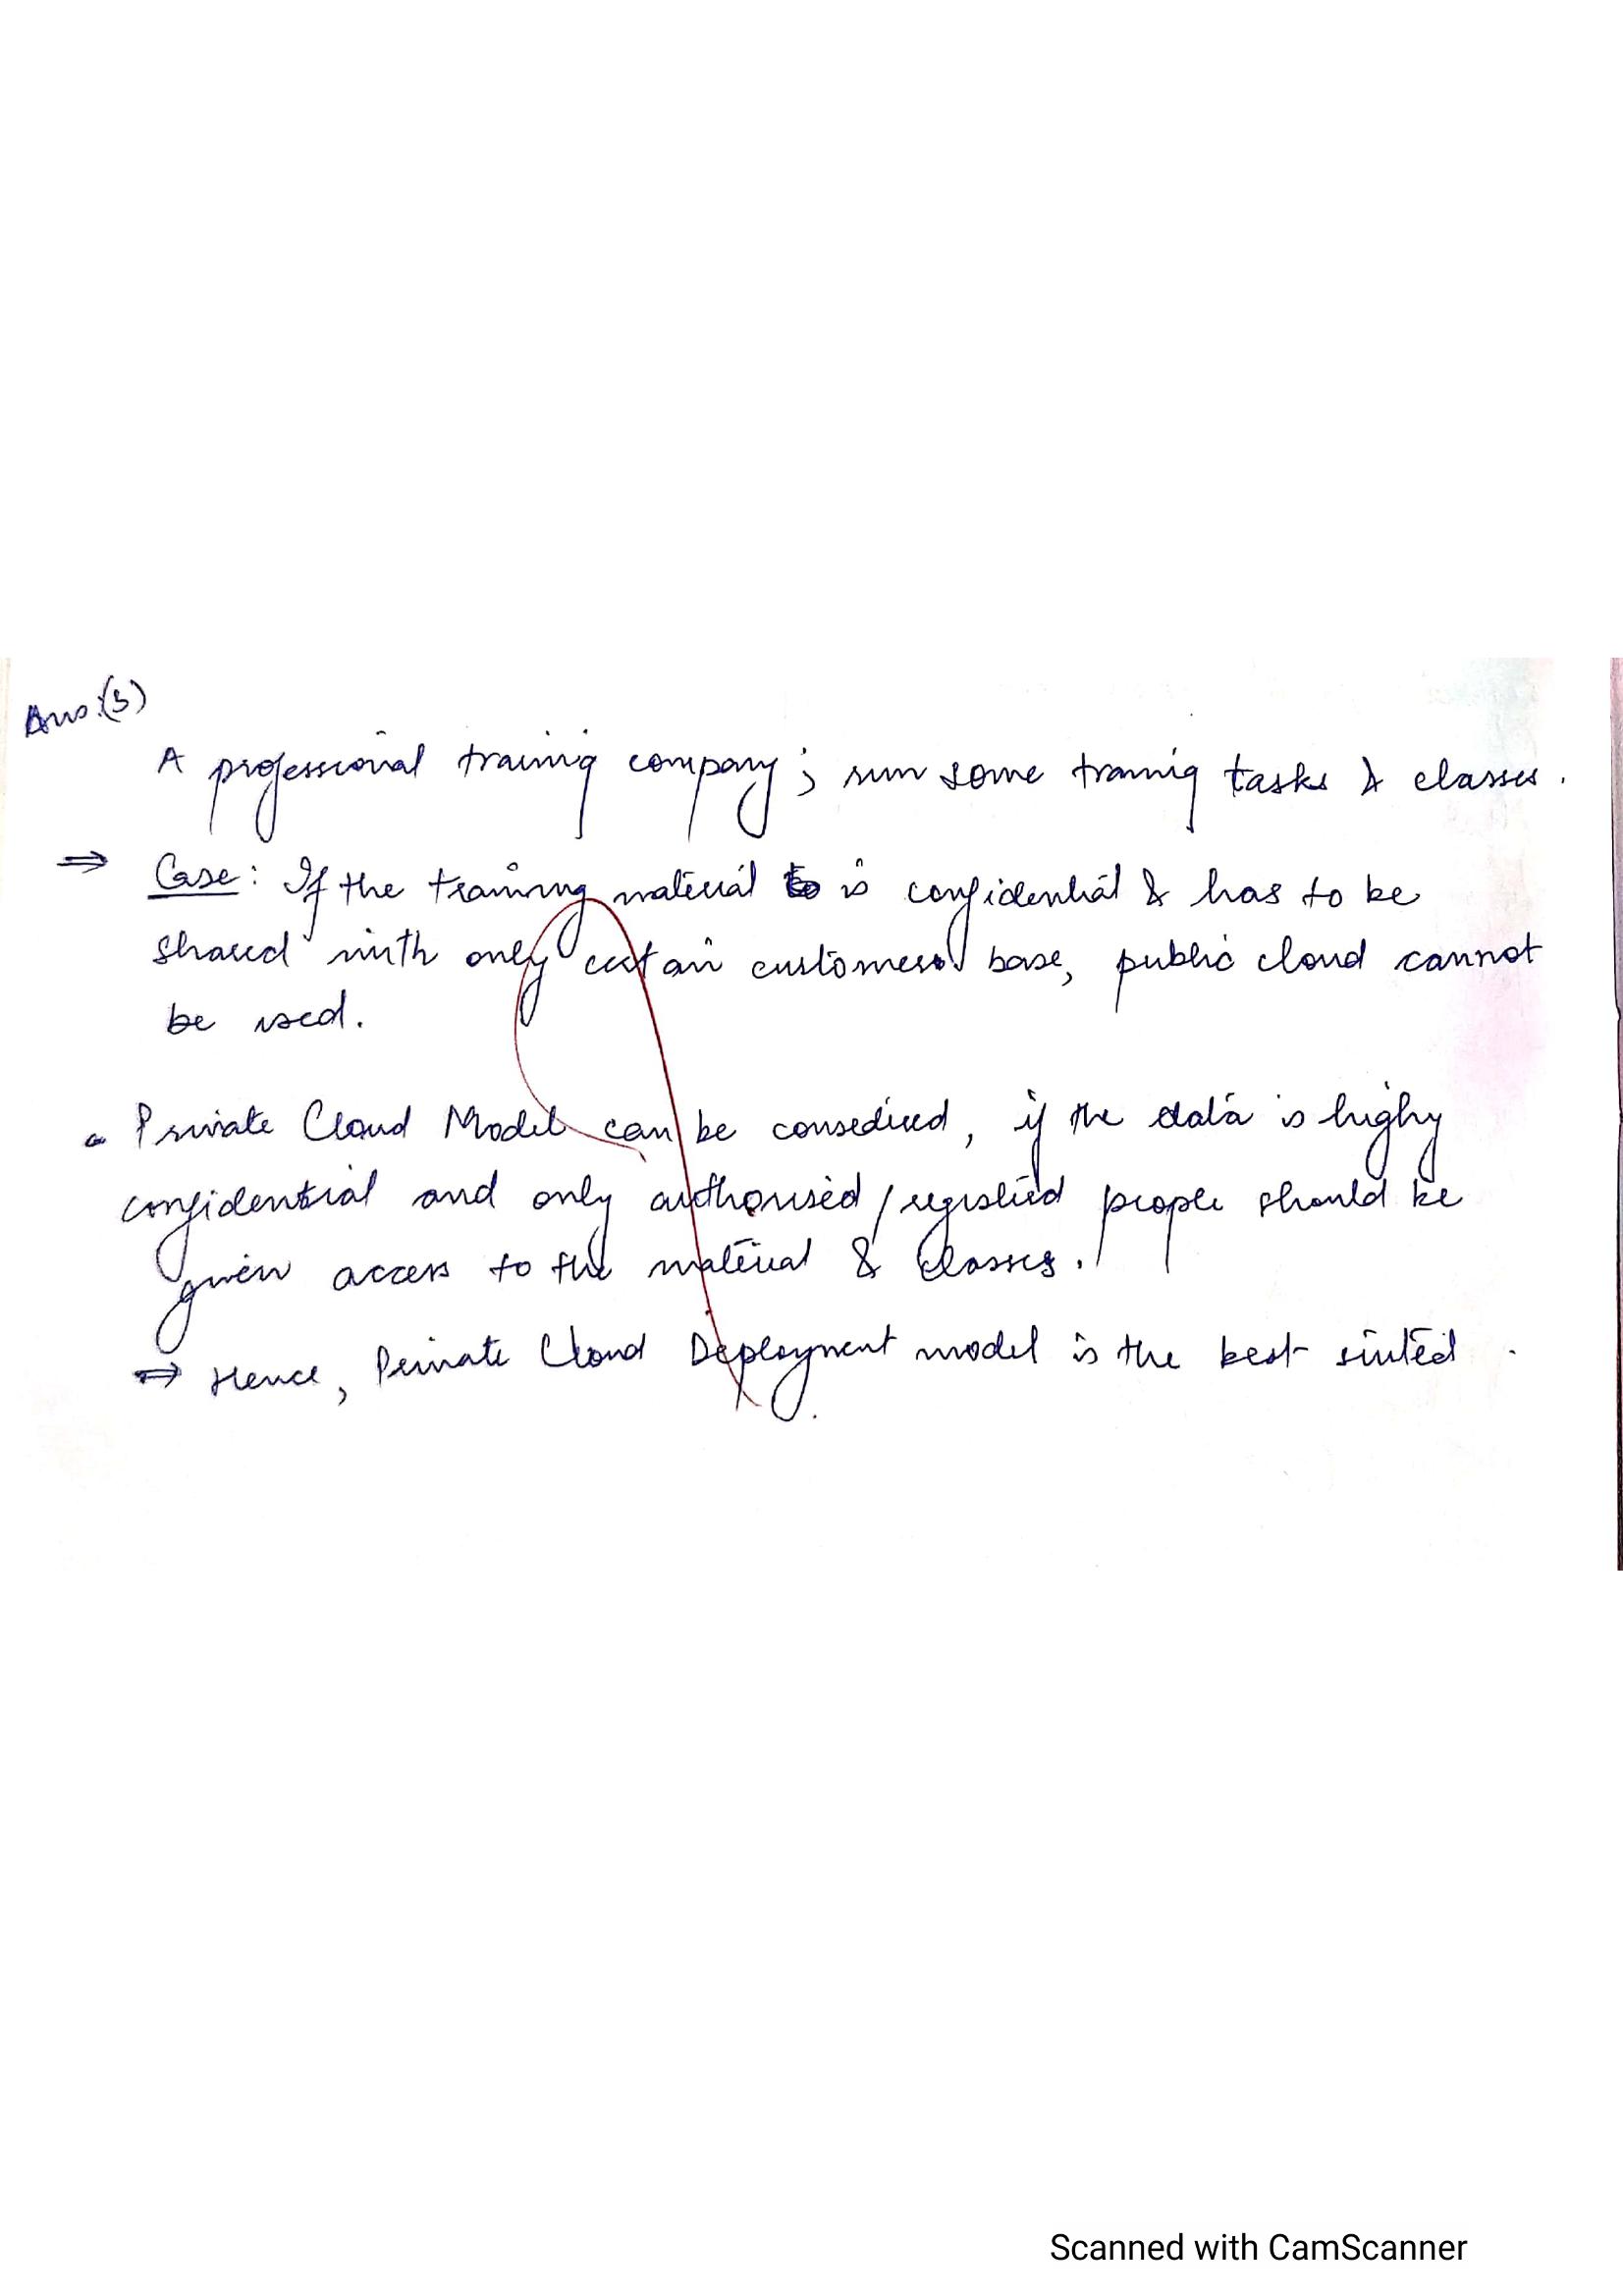 Ans:(3)
A professional training company; run some training tasks & classes.
⇒ Case: If the training material is confidential & has to be
shared with only certain customers base, public cloud cannot
be used.
Private Cloud Model can be considered, if the data is highy
confidential and only authorised/registered people should be
given access to the material & classes.
⇒ Hence, Private Cloud Deployment model is the best suited.
Scanned with CamScanner